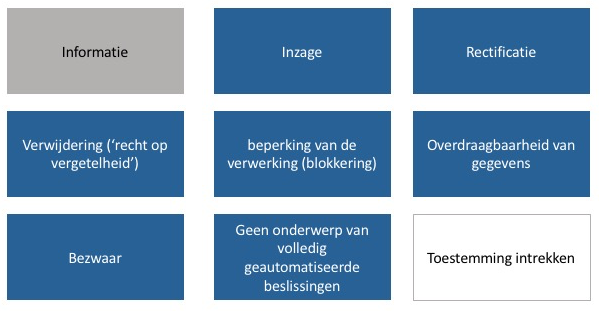 Informatie
Inzage
Rectificatie
Verwijdering (‘recht op
vergetelheid’)
beperking van de
verwerking (blokkering)
Overdraagbaarheid van
gegevens
Bezwaar
Geen onderwerp van
volledig
geautomatiseerde
beslissingen
Toestemming intrekken